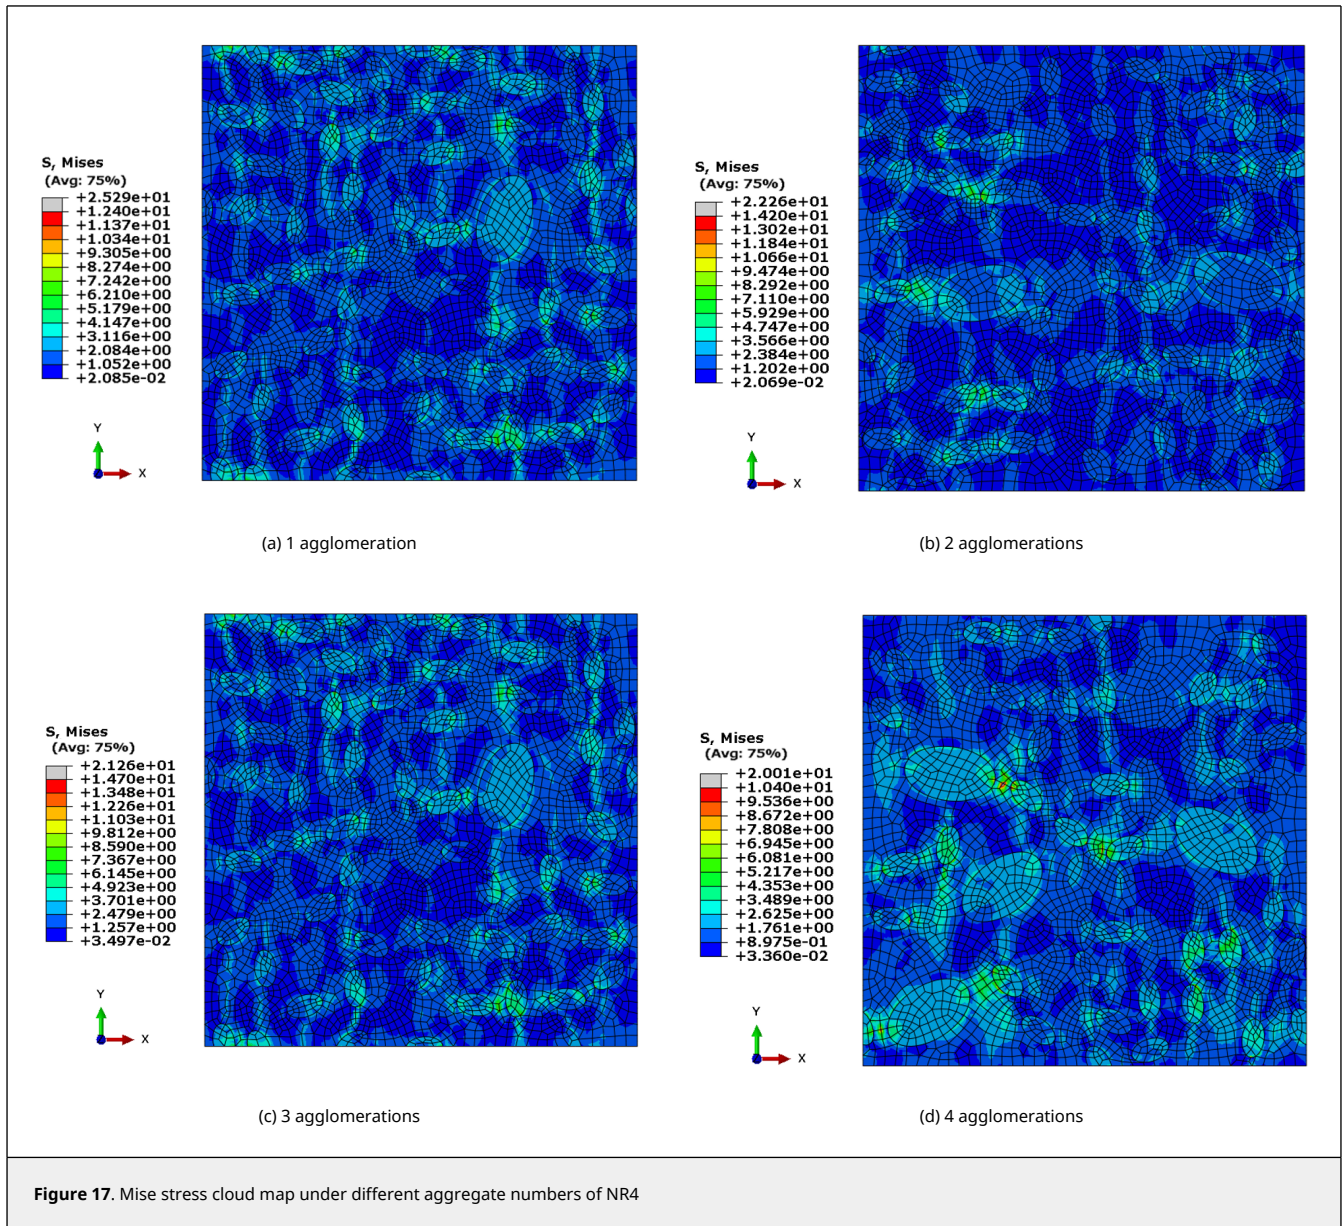 S, Mises
(Avg: 75%)
+2.529e+01
+1.240e+01
+1.137e+01
+1.034e+01
+9.305e+00
+8.274e+00
+7.242e+00
+6.210e+00
+5.179e+00
+4.147e+00
+3.116e+00
+2.084e+00
+1.052e+00
+2.085e-02
Y
X
(a) 1 agglomeration
S, Mises
(Avg: 75%)
+2.226e+01
+1.420e+01
+1.302e+01
+1.184e+01
+1.066e+01
+9.474e+00
+8.292e+00
+7.110e+00
+5.929e+00
+4.747e+00
+3.566e+00
+2.384e+00
+1.202e+00
+2.069e-02
Y
X
(b) 2 agglomerations
S, Mises
(Avg: 75%)
+2.126e+01
+1.470e+01
+1.348e+01
+1.226e+01
+1.103e+01
+9.812e+00
+8.590e+00
+7.367e+00
+6.145e+00
+4.923e+00
+3.701e+00
+2.479e+00
+1.257e+00
+3.497e-02
Y
X
(c) 3 agglomerations
S, Mises
(Avg: 75%)
+2.001e+01
+1.040e+01
+9.536e+00
+8.672e+00
+7.808e+00
+6.945e+00
+6.081e+00
+5.217e+00
+4.353e+00
+3.489e+00
+2.625e+00
+1.761e+00
+8.975e-01
+3.360e-02
Y
X
(d) 4 agglomerations
Figure 17. Mise stress cloud map under different aggregate numbers of NR4